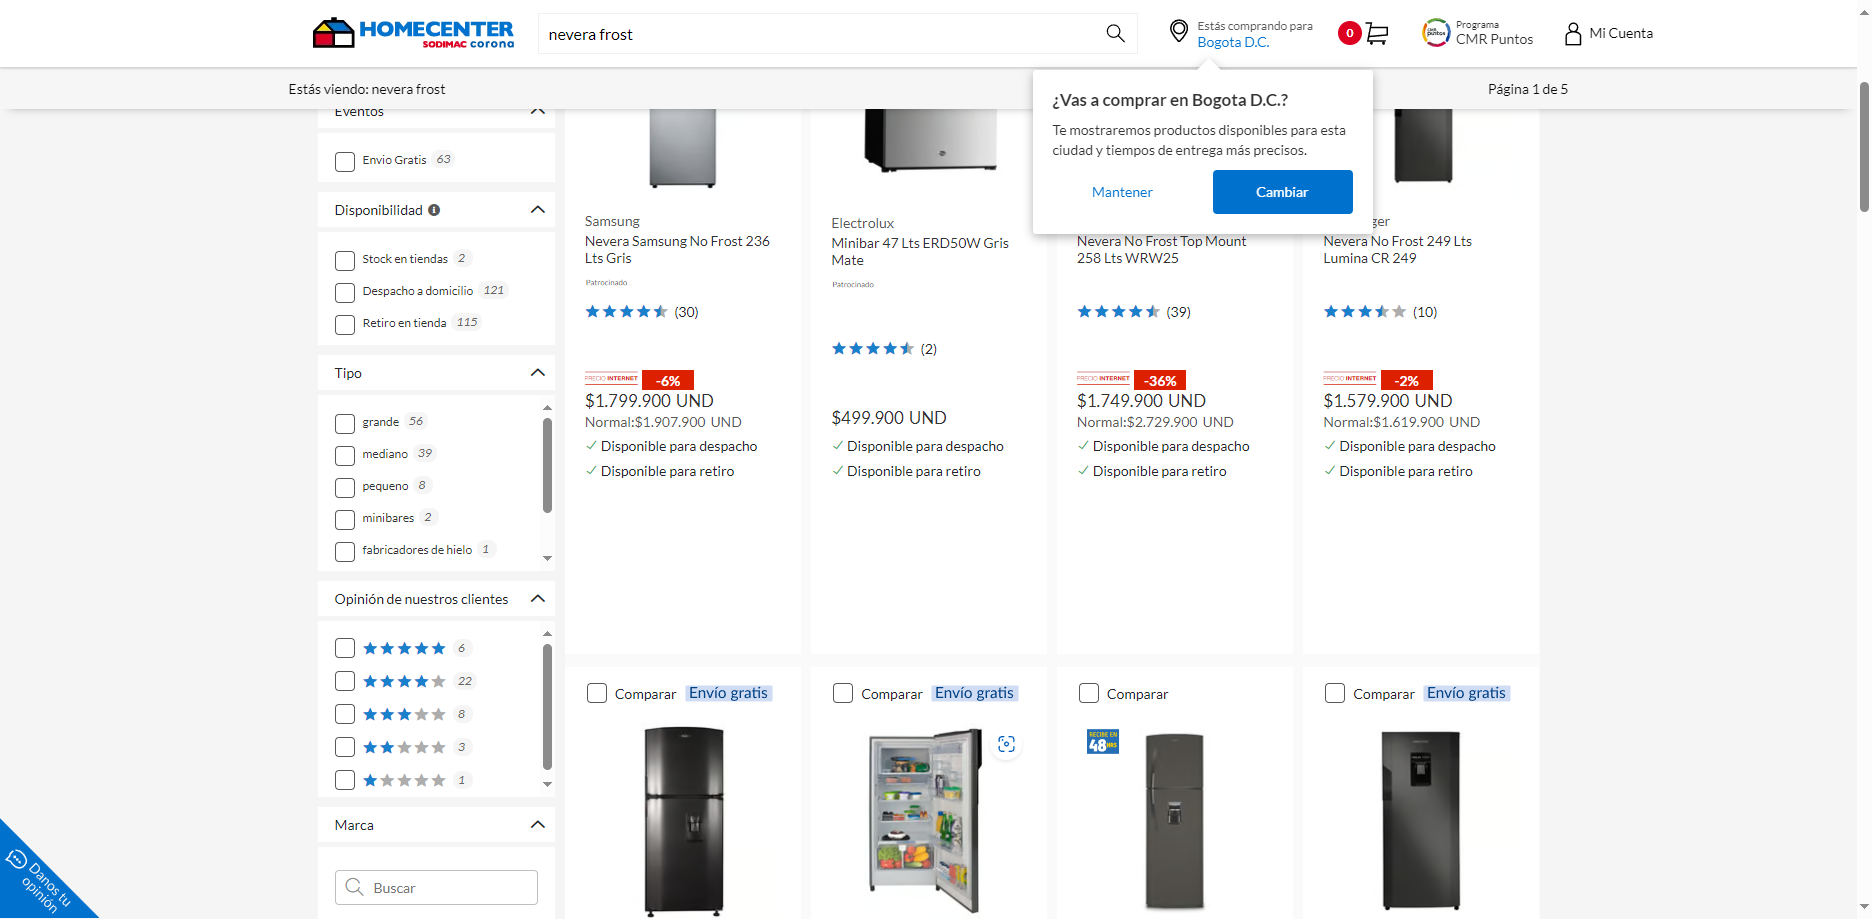 HOMECENTER
SODIMAC corona
nevera frost
Estás comprando para
Bogota D.C.
0
Programa
CMR Puntos
Mi Cuenta
Estás viendo: nevera frost
Página 1 de 5
¿Vas a comprar en Bogota D.C.?
Te mostraremos productos disponibles para esta
ciudad y tiempos de entrega más precisos.
Mantener
Cambiar
Eventos
Envio Gratis 63
Disponibilidad
Stock en tiendas 2
Despacho a domicilio 121
Retiro en tienda 115
Tipo
grande 56
mediano 39
pequeno 8
minibares 2
fabricadores de hielo 1
Opinión de nuestros clientes
6
22
8
3
1
Marca
Buscar
Danos tu
opinión
Samsung
Nevera Samsung No Frost 236
Lts Gris
Patrocinado
(30)
PRECIO INTERNET -6%
$1.799.900 UND
Normal:$1.907.900 UND
Disponible para despacho
Disponible para retiro
Electrolux
Minibar 47 Lts ERD50W Gris
Mate
Patrocinado
(2)
$499.900 UND
Disponible para despacho
Disponible para retiro
Nevera No Frost Top Mount
258 Lts WRW25
(39)
PRECIO INTERNET -36%
$1.749.900 UND
Normal:$2.729.900 UND
Disponible para despacho
Disponible para retiro
ger
Nevera No Frost 249 Lts
Lumina CR 249
(10)
PRECIO INTERNET -2%
$1.579.900 UND
Normal:$1.619.900 UND
Disponible para despacho
Disponible para retiro
Comparar Envío gratis
Comparar Envío gratis
Comparar
RECIBE EN
48HRS
Comparar Envío gratis